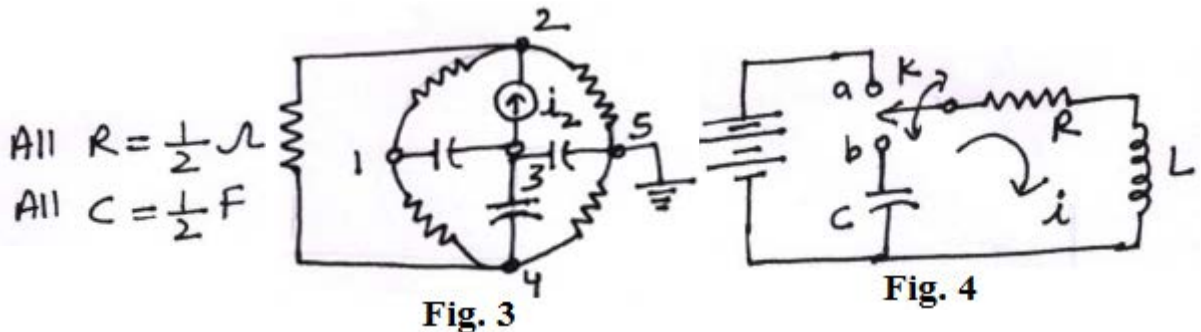 2
a
K
All R = 1/2 Ω
i2
5
b
R
1
3
L
All C = 1/2 F
C
i
4
Fig. 3
Fig. 4